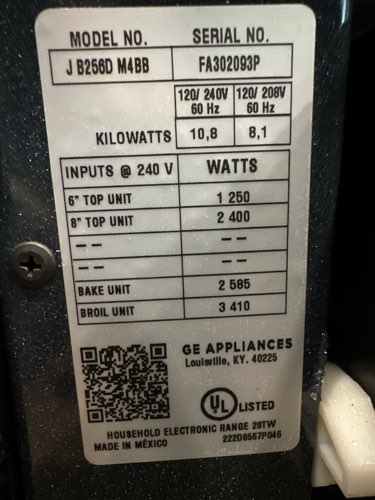 MODEL NO. SERIAL NO.
J B256D M4BB FA302093P
120/ 240V 120/ 208V
60 Hz 60 Hz
KILOWATTS 10,8 8,1
INPUTS @ 240 V WATTS
6" TOP UNIT 1 250
8" TOP UNIT 2 400
-- --
-- --
BAKE UNIT 2 585
BROIL UNIT 3 410
GE APPLIANCES
Louisville, KY. 40225
UL LISTED
HOUSEHOLD ELECTRONIC RANGE 28TW
MADE IN MÉXICO 222D8567P046